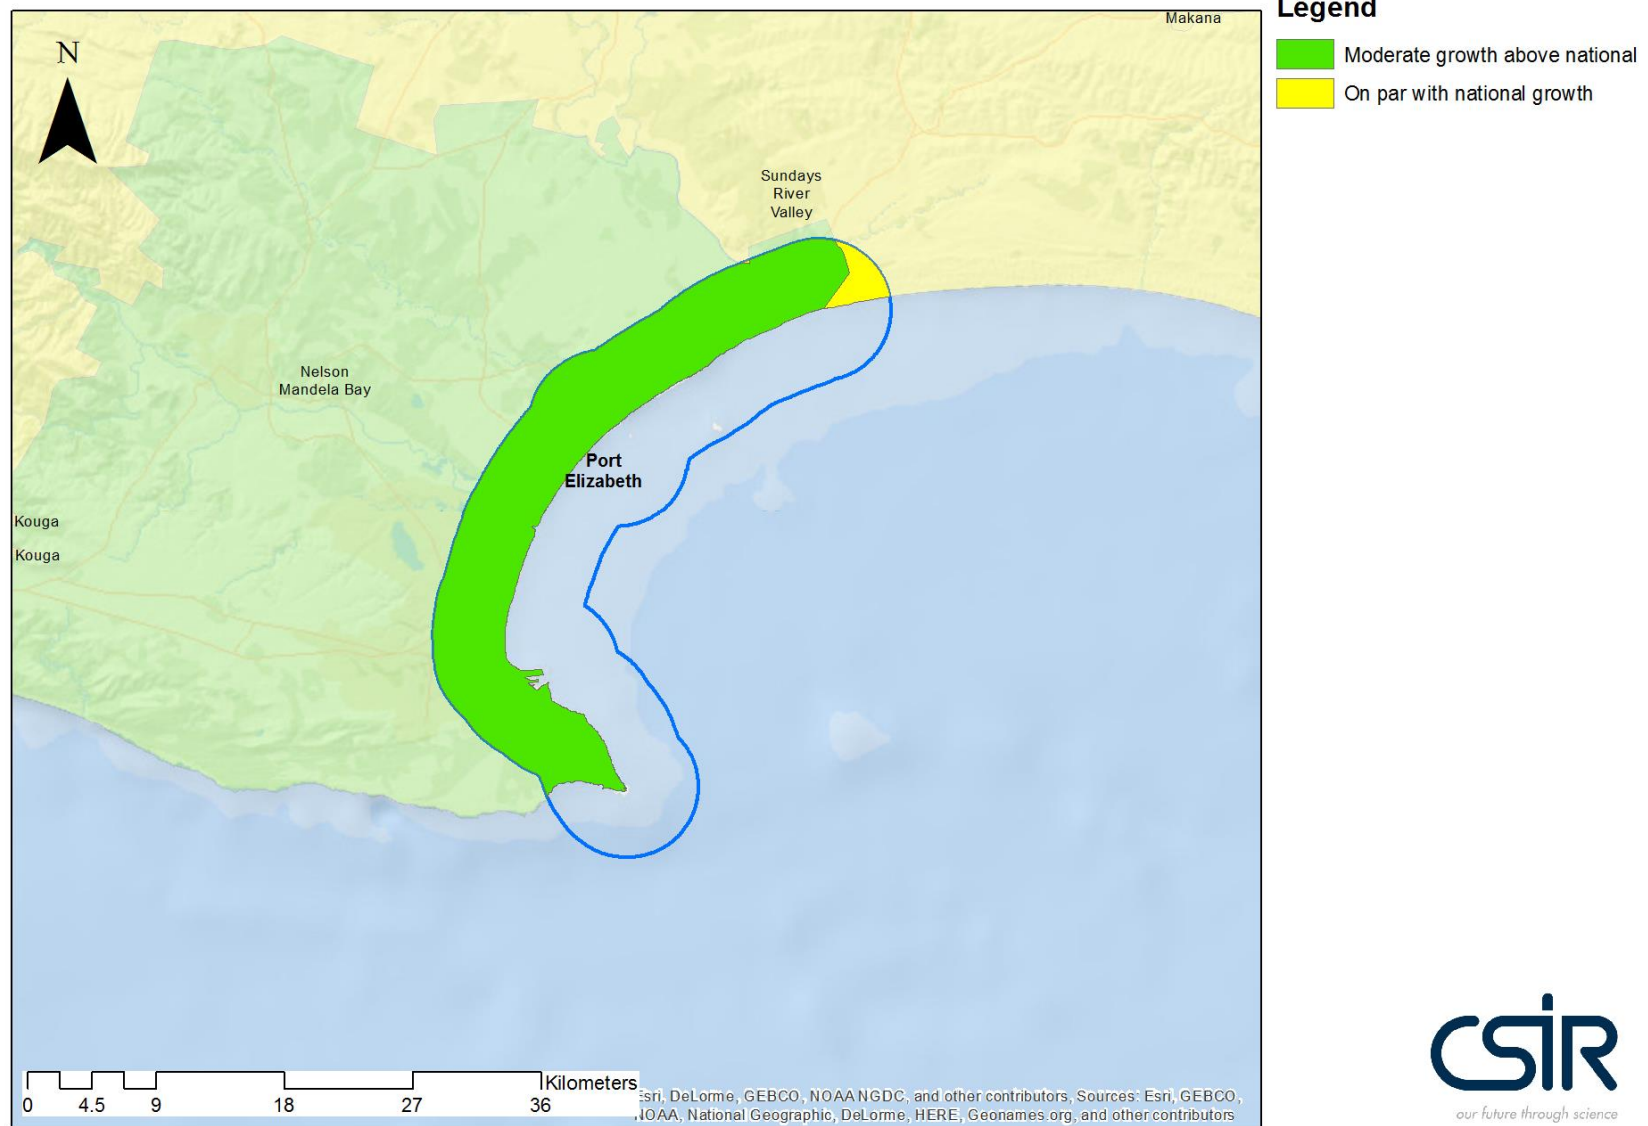 Legend
Makana
N
Moderate growth above national
On par with national growth
Sundays
River
Valley
Nelson
Mandela Bay
Port
Elizabeth
Kouga
Kouga
Kilometers
0 4.5 9 18 27 36
Esri, DeLorme, GEBCO, NOAA NGDC, and other contributors, Sources: Esri, GEBCO,
NOAA, National Geographic, DeLorme, HERE, Geonames.org, and other contributors
CSIR
our future through science